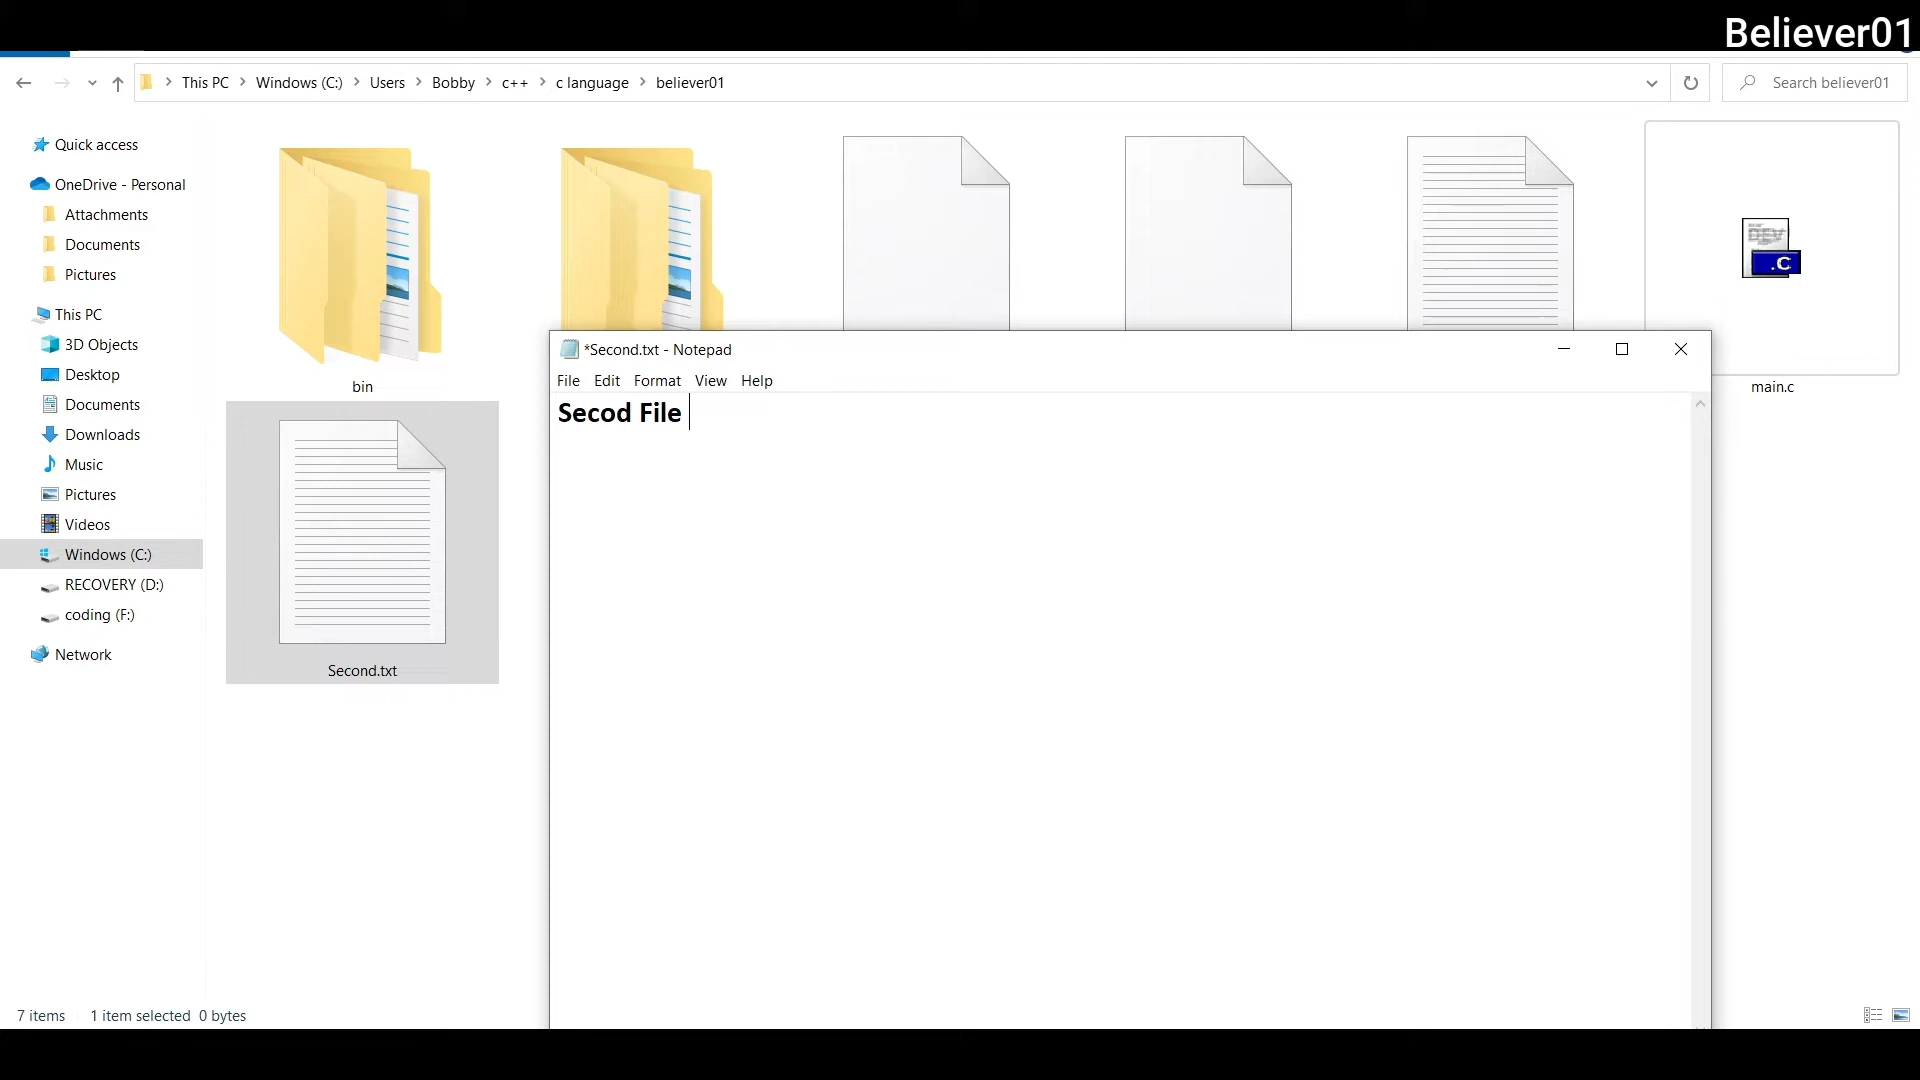 Believer01
This PC Windows (C:) Users Bobby c++ c language believer01
Search believer01
Quick access
OneDrive - Personal
Attachments
Documents
Pictures
This PC
3D Objects
Desktop
Documents
Downloads
Music
Pictures
Videos
Windows (C:)
RECOVERY (D:)
coding (F:)
Network
bin
.C
main.c
Second.txt
*Second.txt - Notepad
File Edit Format View Help
Secod File
7 items 1 item selected 0 bytes